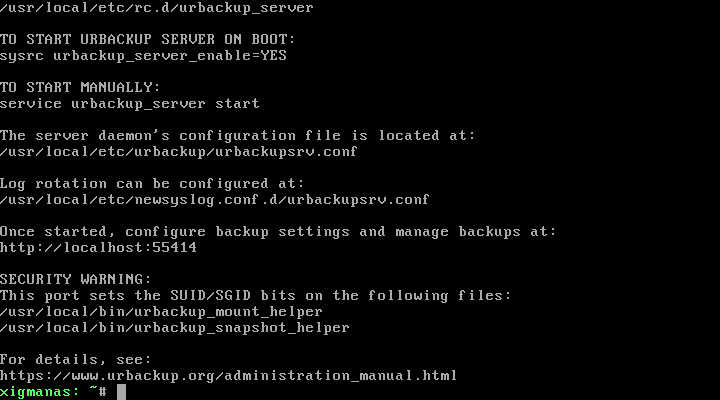 /usr/local/etc/rc.d/urbackup_server
TO START URBACKUP SERVER ON BOOT:
sysrc urbackup_server_enable=YES
TO START MANUALLY:
service urbackup_server start
The server daemon's configuration file is located at:
/usr/local/etc/urbackup/urbackupsrv.conf
Log rotation can be configured at:
/usr/local/etc/newsyslog.conf.d/urbackupsrv.conf
Once started, configure backup settings and manage backups at:
http://localhost:55414
SECURITY WARNING:
This port sets the SUID/SGID bits on the following files:
/usr/local/bin/urbackup_mount_helper
/usr/local/bin/urbackup_snapshot_helper
For details, see:
https://www.urbackup.org/administration_manual.html
xigmanas: ~#